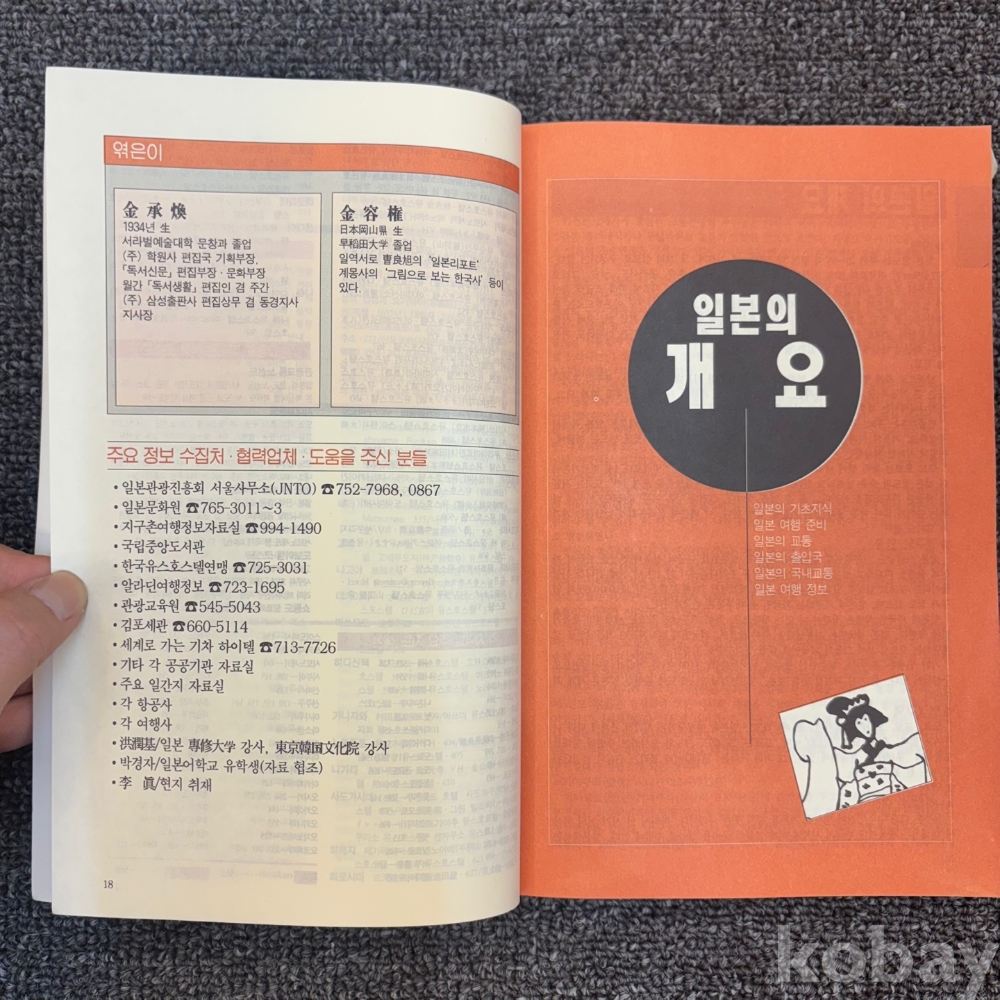 엮은이
金承煥
1934년 生
서라벌예술대학 문창과 졸업
(주) 학원사 편집국 기획부장.
「독서신문」 편집부장·문화부장
월간 「독서생활」 편집인 겸 주간
(주) 삼성출판사 편집상무 겸 동경지사
지사장
金容権
日本岡山県 生
早稻田大学 졸업
일역서로 曹良旭의 '일본리포트'
계몽사의 '그림으로 보는 한국사' 등이
있다.
주요 정보 수집처·협력업체·도움을 주신 분들
•일본관광진흥회 서울사무소(JNTO) ☎752-7968, 0867
•일본문화원 ☎765-3011~3
•지구촌여행정보자료실 ☎994-1490
•국립중앙도서관
•한국유스호스텔연맹 ☎725-3031
•알라딘여행정보 ☎723-1695
•관광교육원 ☎545-5043
•김포세관 ☎660-5114
•세계로 가는 기차 하이텔 ☎713-7726
•기타 각 공공기관 자료실
•주요 일간지 자료실
•각 항공사
•각 여행사
•洪潤基/일본 專修大学 강사, 東京韓国文化院 강사
•박경자/일본어학교 유학생(자료 협조)
•李 眞/현지 취재
18
일본의
개 요
일본의 기초지식
일본 여행 준비
일본의 교통
일본의 출입국
일본의 국내교통
일본 여행 정보
kobay